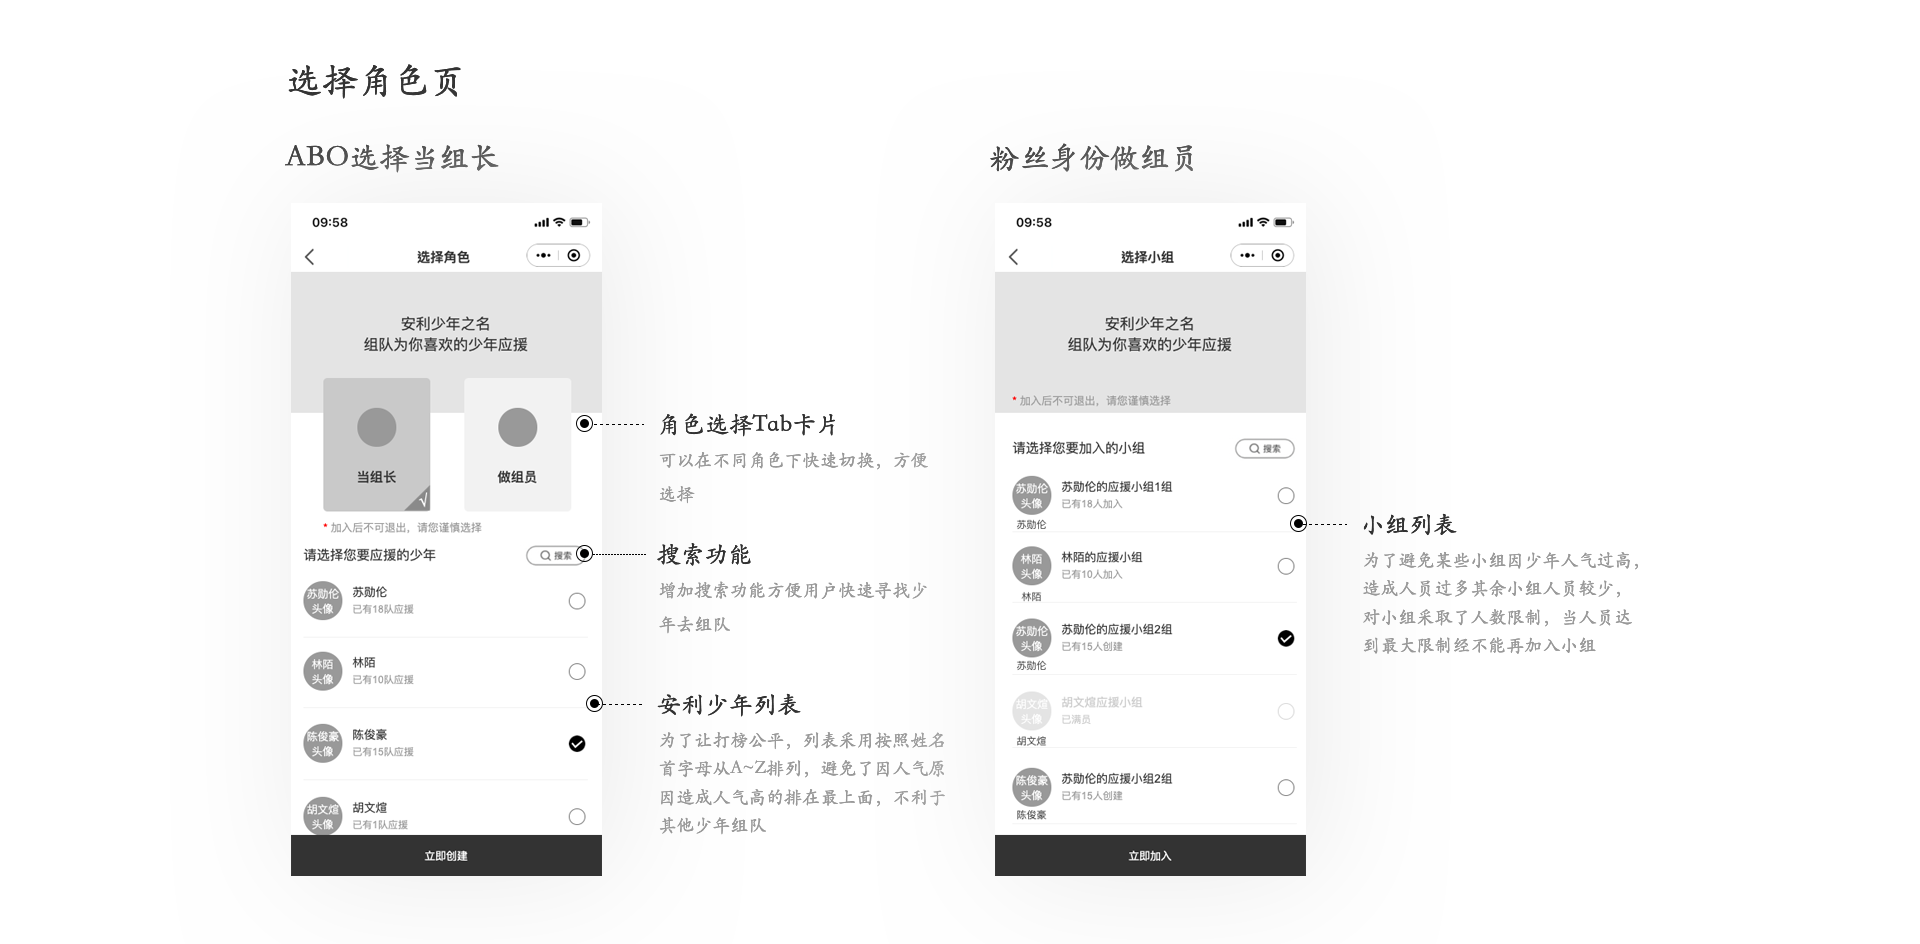 选择角色页
ABO选择当组长
09:58
选择角色
安利少年之名
组队为你喜欢的少年应援
当组长
√
做组员
* 加入后不可退出，请您谨慎选择
请选择您要应援的少年
搜索
苏勋伦
头像
苏勋伦
已有18队应援
林陌
头像
林陌
已有10队应援
陈俊豪
头像
陈俊豪
已有15队应援
胡文煊
头像
胡文煊
已有1队应援
立即创建
角色选择Tab卡片
可以在不同角色下快速切换，方便
选择
搜索功能
增加搜索功能方便用户快速寻找少
年去组队
安利少年列表
为了让打榜公平，列表采用按照姓名
首字母从A~Z排列，避免了因人气原
因造成人气高的排在最上面，不利于
其他少年组队
粉丝身份做组员
09:58
选择小组
安利少年之名
组队为你喜欢的少年应援
* 加入后不可退出，请您谨慎选择
请选择您要加入的小组
搜索
苏勋伦
头像
苏勋伦
苏勋伦的应援小组1组
已有18人加入
林陌
头像
林陌
林陌的应援小组
已有10人加入
苏勋伦
头像
苏勋伦
苏勋伦的应援小组2组
已有15人创建
胡文煊
头像
胡文煊
胡文煊应援小组
已满员
陈俊豪
头像
陈俊豪
苏勋伦的应援小组2组
已有15人创建
立即加入
小组列表
为了避免某些小组因少年人气过高，
造成人员过多其余小组人员较少，
对小组采取了人数限制，当人员达
到最大限制经不能再加入小组